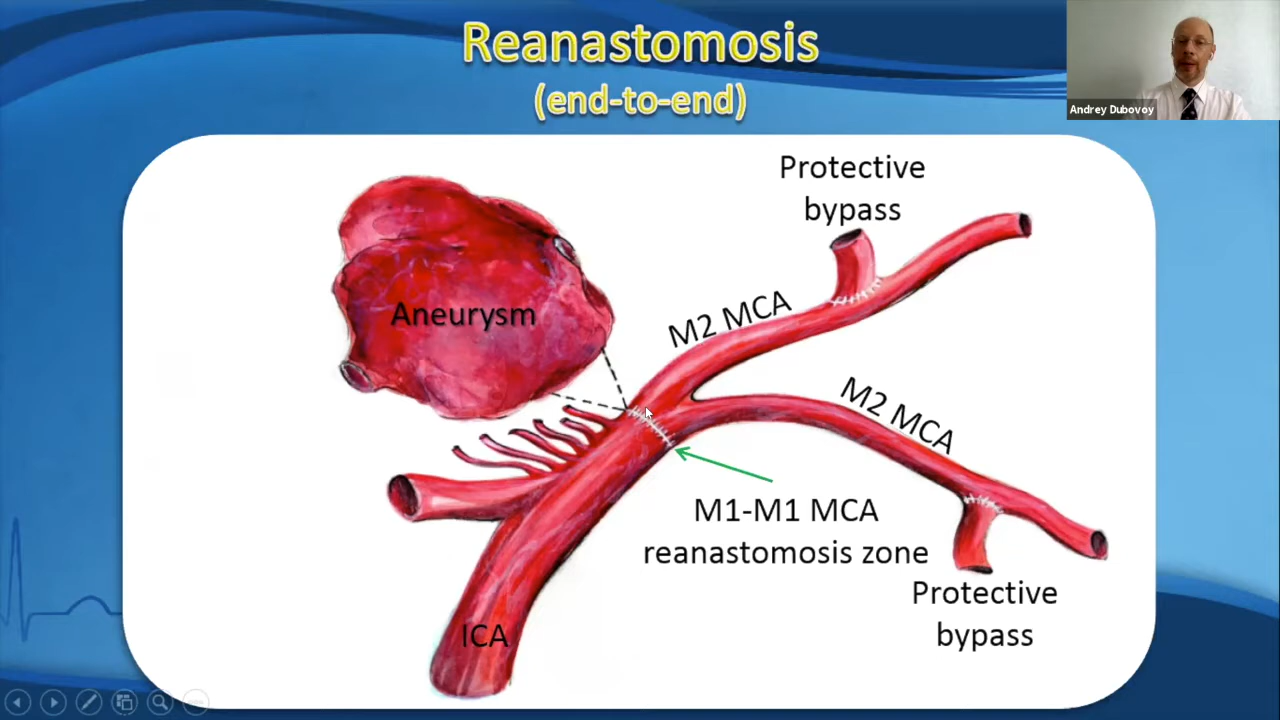 Reanastomosis
(end-to-end)
Andrey Dubovoy
Protective
bypass
Aneurysm
M2 MCA
M2 MCA
M1-M1 MCA
reanastomosis zone
Protective
bypass
ICA